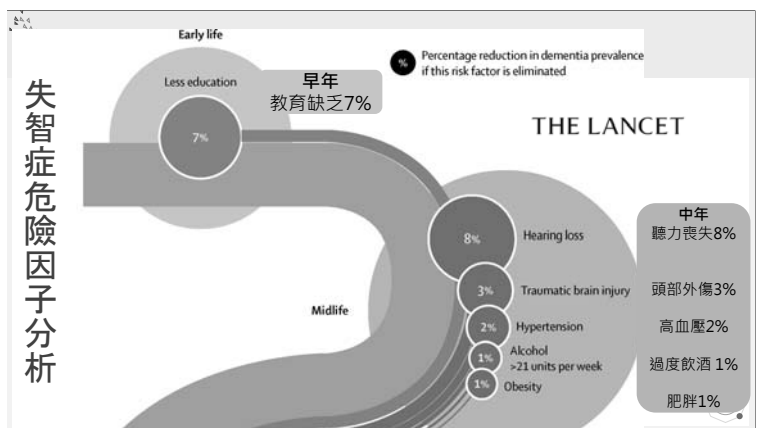 失智症危險因子分析
Early life
Less education
7%
早年
教育缺乏7%
%
Percentage reduction in dementia prevalence
if this risk factor is eliminated
THE LANCET
Midlife
8%
Hearing loss
3%
Traumatic brain injury
2%
Hypertension
1%
Alcohol
>21 units per week
1%
Obesity
中年
聽力喪失8%
頭部外傷3%
高血壓2%
過度飲酒 1%
肥胖1%